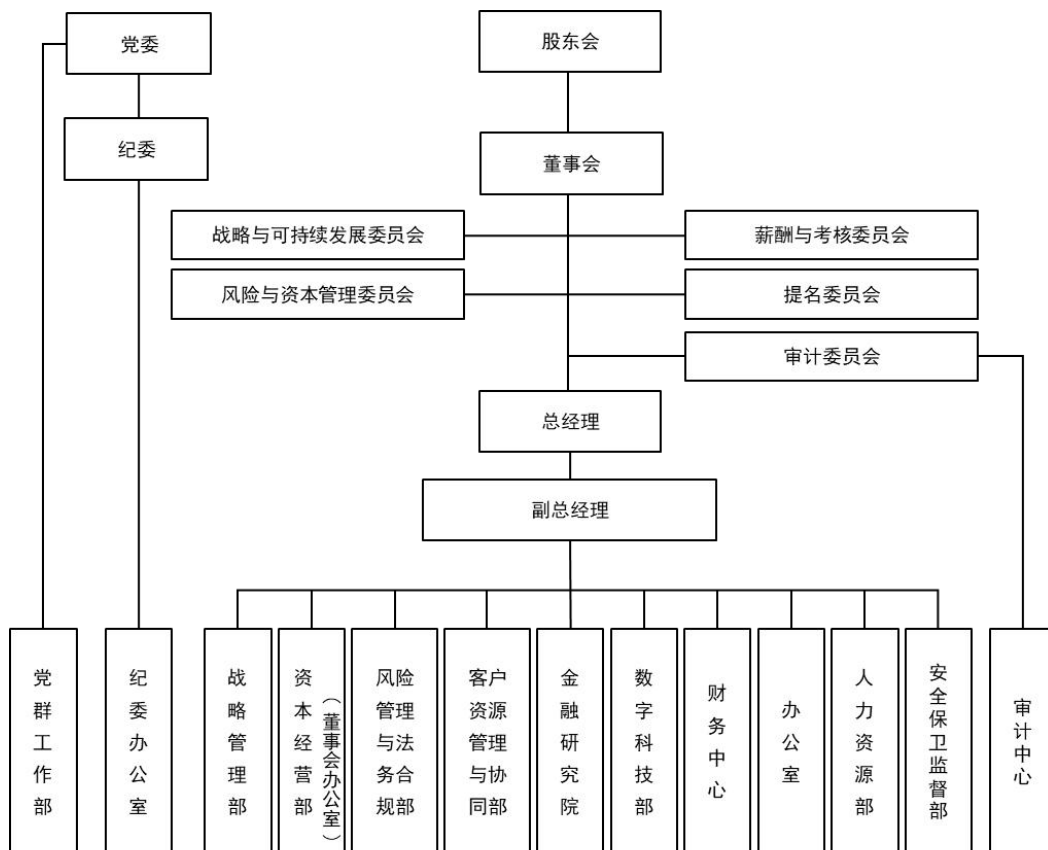 党委
股东会
纪委
董事会
战略与可持续发展委员会
薪酬与考核委员会
风险与资本管理委员会
提名委员会
审计委员会
总经理
副总经理
党群工作部
纪委办公室
战略管理部
资本经营部
（董事会办公室）
风险
管理
与法
务合
规部
客户
资源
管理
与协
同部
金融研究院
数字科技部
财务中心
办公室
人力资源部
安全保卫监督部
审计中心